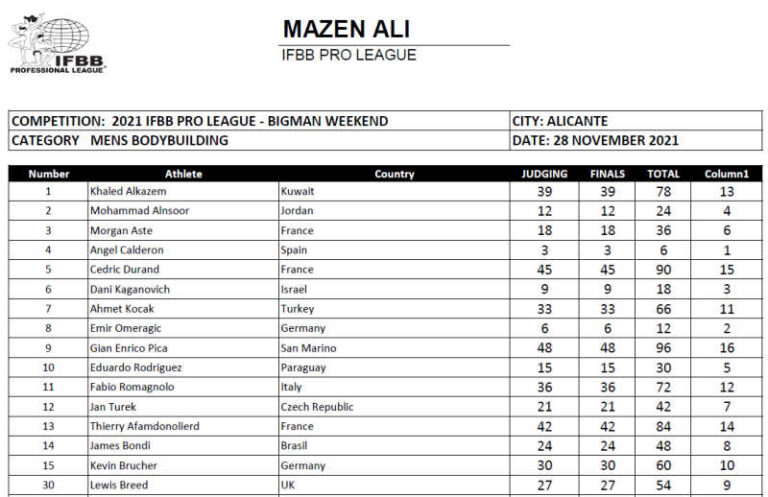 MAZEN ALI
IFBB PRO LEAGUE
IFBB
PROFESSIONAL LEAGUE
COMPETITION: 2021 IFBB PRO LEAGUE - BIGMAN WEEKEND CITY: ALICANTE
CATEGORY MENS BODYBUILDING DATE: 28 NOVEMBER 2021
Number Athlete Country JUDGING FINALS TOTAL Column1
1 Khaled Alkazem Kuwait 39 39 78 13
2 Mohammad Alnsoor Jordan 12 12 24 4
3 Morgan Aste France 18 18 36 6
4 Angel Calderon Spain 3 3 6 1
5 Cedric Durand France 45 45 90 15
6 Dani Kaganovich Israel 9 9 18 3
7 Ahmet Kocak Turkey 33 33 66 11
8 Emir Omeragic Germany 6 6 12 2
9 Gian Enrico Pica San Marino 48 48 96 16
10 Eduardo Rodriguez Paraguay 15 15 30 5
11 Fabio Romagnolo Italy 36 36 72 12
12 Jan Turek Czech Republic 21 21 42 7
13 Thierry Afamdonolierd France 42 42 84 14
14 James Bondi Brasil 24 24 48 8
15 Kevin Brucher Germany 30 30 60 10
30 Lewis Breed UK 27 27 54 9